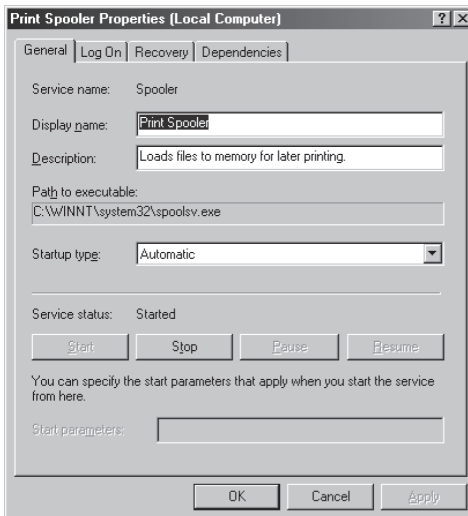 Print Spooler Properties (Local Computer)
General Log On Recovery Dependencies
Service name: Spooler
Display name: Print Spooler
Description: Loads files to memory for later printing.
Path to executable:
C:\WINNT\system32\spoolsv.exe
Startup type: Automatic
Service status: Started
Start Stop Pause Resume
You can specify the start parameters that apply when you start the service
from here.
Start parameters:
OK Cancel Apply